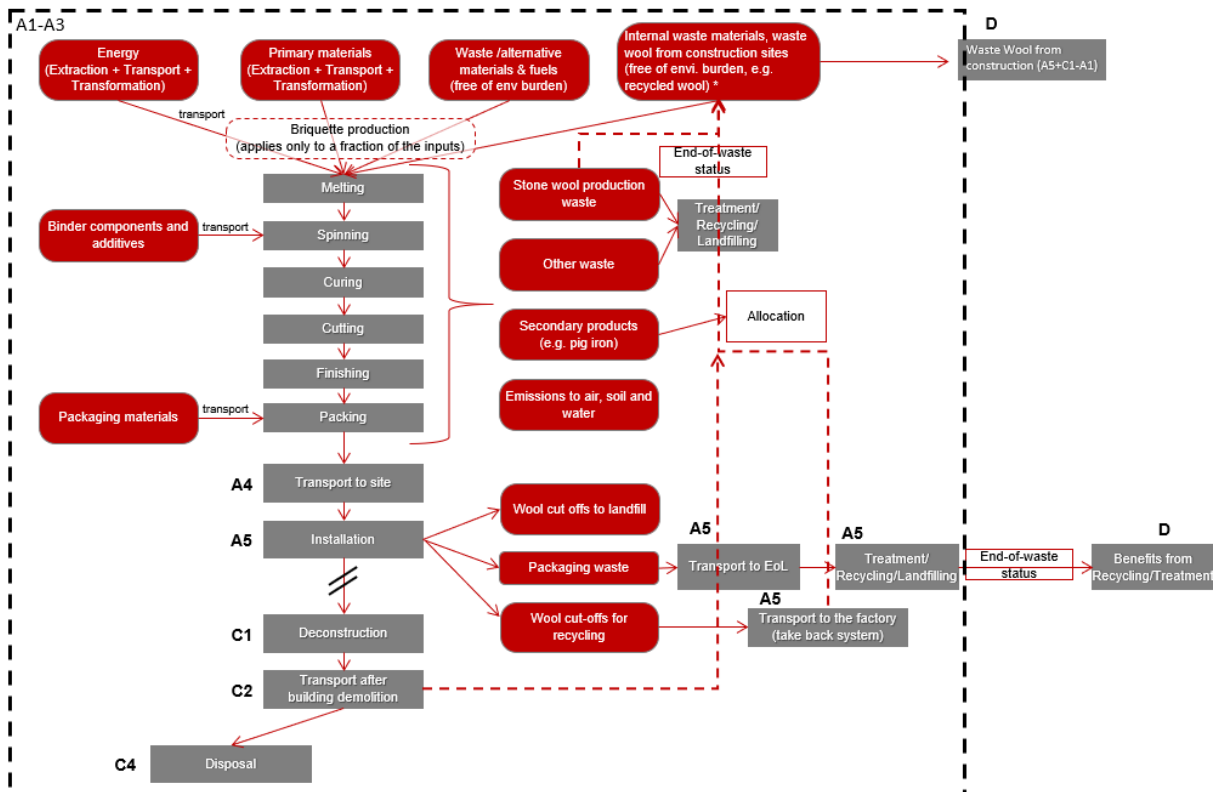 A1-A3
D
Energy
(Extraction + Transport +
Transformation)
Primary materials
(Extraction + Transport +
Transformation)
Waste /alternative
materials & fuels
(free of env burden)
Internal waste materials, waste
wool from construction sites
(free of envi. burden, e.g.
recycled wool) *
Waste Wool from
construction (A5+C1-A1)
transport
Briquette production
(applies only to a fraction of the inputs)
End-of-waste
status
Melting
Stone wool production
waste
Treatment/
Recycling/
Landfilling
Binder components and
additives
transport
Spinning
Other waste
Curing
Cutting
Secondary products
(e.g. pig iron)
Allocation
Finishing
Emissions to air, soil and
water
Packaging materials
transport
Packing
A4
Transport to site
Wool cut offs to landfill
A5
Installation
A5
A5
D
Packaging waste
Transport to EoL
Treatment/
Recycling/Landfilling
End-of-waste
status
Benefits from
Recycling/Treatment
A5
C1
Deconstruction
Wool cut-offs for
recycling
Transport to the factory
(take back system)
C2
Transport after
building demolition
C4
Disposal